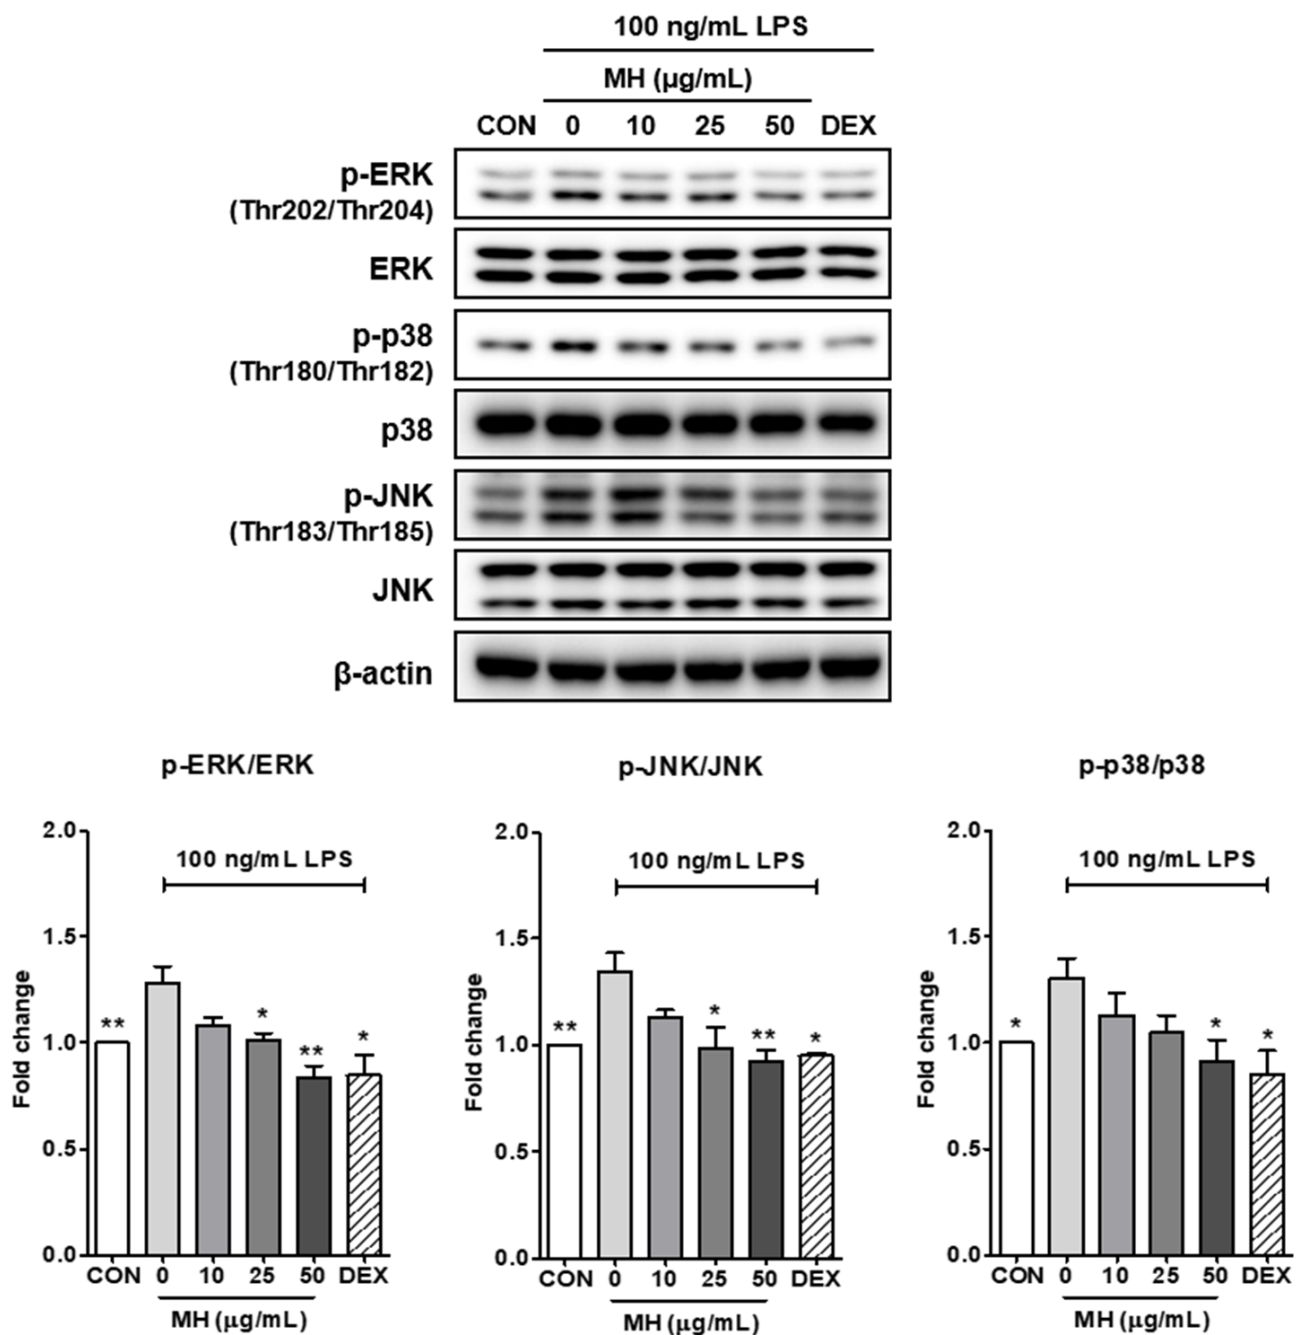 100 ng/mL LPS
MH (µg/mL)
CON 0 10 25 50 DEX
p-ERK
(Thr202/Thr204)
ERK
p-p38
(Thr180/Thr182)
p38
p-JNK
(Thr183/Thr185)
JNK
β-actin
p-ERK/ERK
2.0
100 ng/mL LPS
1.5
Fold change
** * ** *
1.0
0.5
0.0
CON 0 10 25 50 DEX
MH (µg/mL)
p-JNK/JNK
2.0
100 ng/mL LPS
1.5
Fold change
** * ** *
1.0
0.5
0.0
CON 0 10 25 50 DEX
MH (µg/mL)
p-p38/p38
2.0
100 ng/mL LPS
1.5
Fold change
* * *
1.0
0.5
0.0
CON 0 10 25 50 DEX
MH (µg/mL)